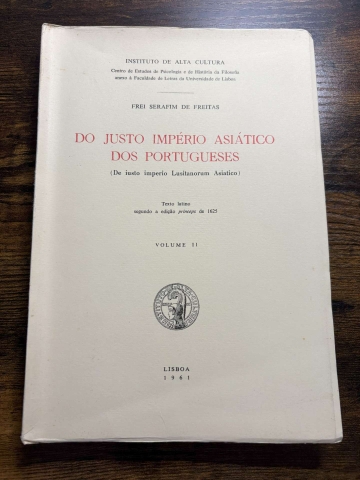 INSTITUTO DE ALTA CULTURA
Centro de Estudos de Psicologia e de História da Filosofia
anexo à Faculdade de Letras da Universidade de Lisboa
FREI SERAFIM DE FREITAS
DO JUSTO IMPÉRIO ASIÁTICO
DOS PORTUGUESES
(De iusto imperio Lusitanorum Asiatico)
Texto latino
segundo a edição princeps de 1625
VOLUME II
LISBOA
1961